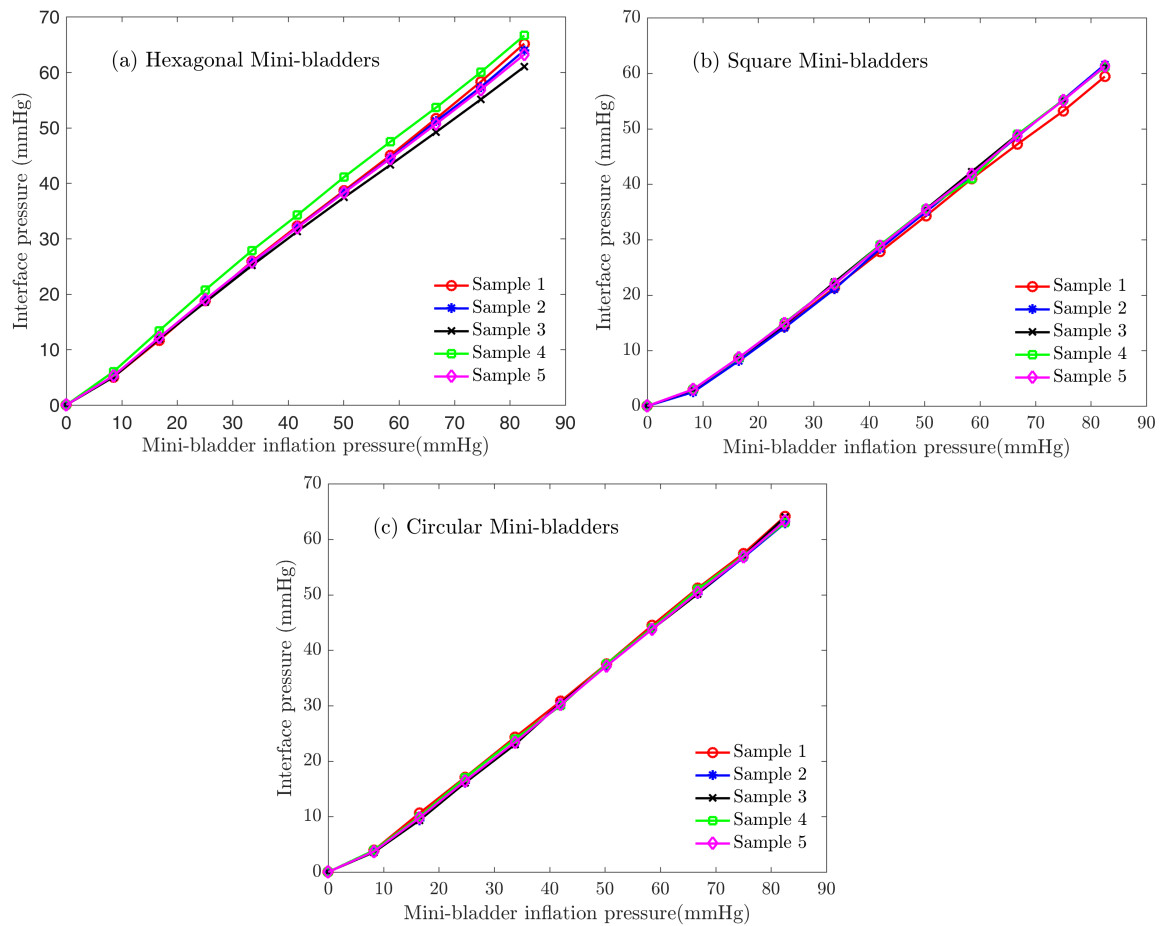 (a) Hexagonal Mini-bladders
Interface pressure (mmHg)
70
60
50
40
30
20
10
0
Sample 1
Sample 2
Sample 3
Sample 4
Sample 5
0 10 20 30 40 50 60 70 80 90
Mini-bladder inflation pressure(mmHg)
(b) Square Mini-bladders
Interface pressure (mmHg)
70
60
50
40
30
20
10
0
Sample 1
Sample 2
Sample 3
Sample 4
Sample 5
0 10 20 30 40 50 60 70 80 90
Mini-bladder inflation pressure(mmHg)
(c) Circular Mini-bladders
Interface pressure (mmHg)
70
60
50
40
30
20
10
0
Sample 1
Sample 2
Sample 3
Sample 4
Sample 5
0 10 20 30 40 50 60 70 80 90
Mini-bladder inflation pressure(mmHg)